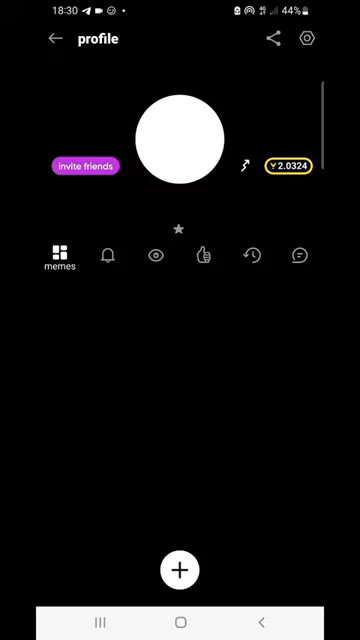 18:30
44%
profile
invite friends
Y 2.0324
memes